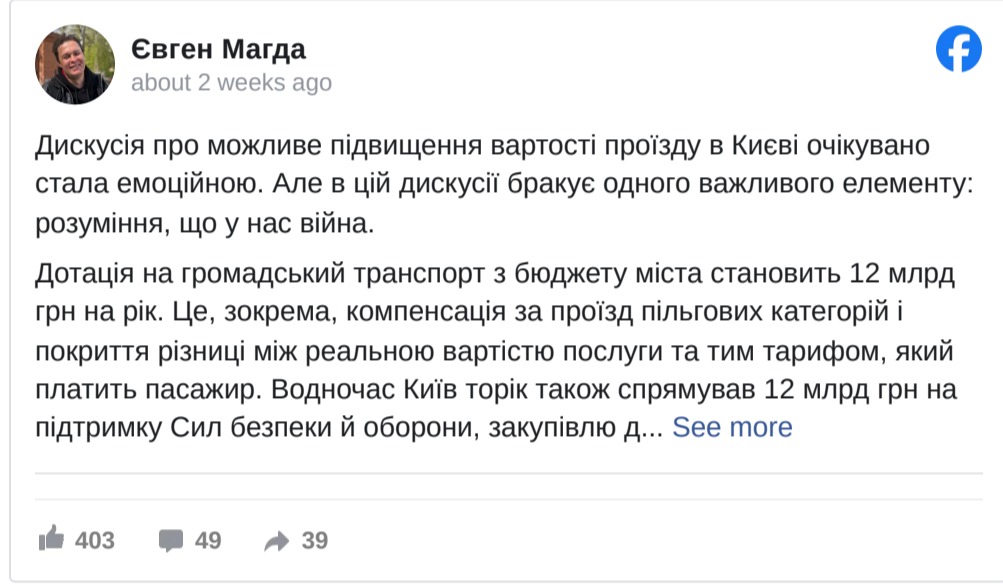 Євген Магда
about 2 weeks ago
Дискусія про можливе підвищення вартості проїзду в Києві очікувано
стала емоційною. Але в цій дискусії бракує одного важливого елементу:
розуміння, що у нас війна.
Дотація на громадський транспорт з бюджету міста становить 12 млрд
грн на рік. Це, зокрема, компенсація за проїзд пільгових категорій і
покриття різниці між реальною вартістю послуги та тим тарифом, який
платить пасажир. Водночас Київ торік також спрямував 12 млрд грн на
підтримку Сил безпеки й оборони, закупівлю д... See more
403 49 39